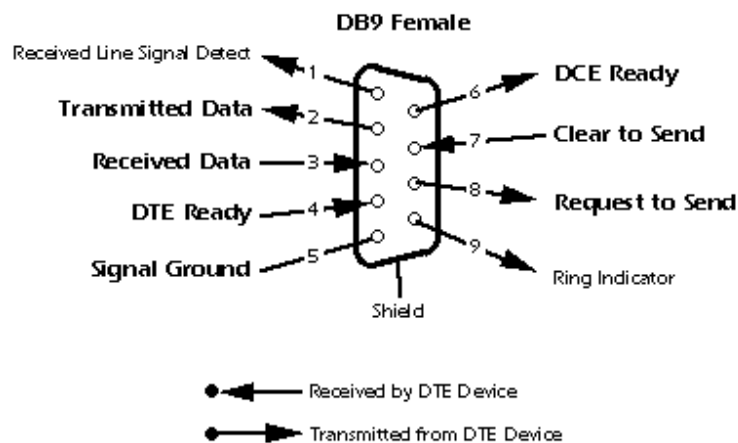 DB9 Female
Received Line Signal Detect
1
Transmitted Data
2
Received Data
3
DTE Ready
4
Signal Ground
5
6
DCE Ready
7
Clear to Send
8
Request to Send
9
Ring Indicator
Shield
Received by DTE Device
Transmitted from DTE Device